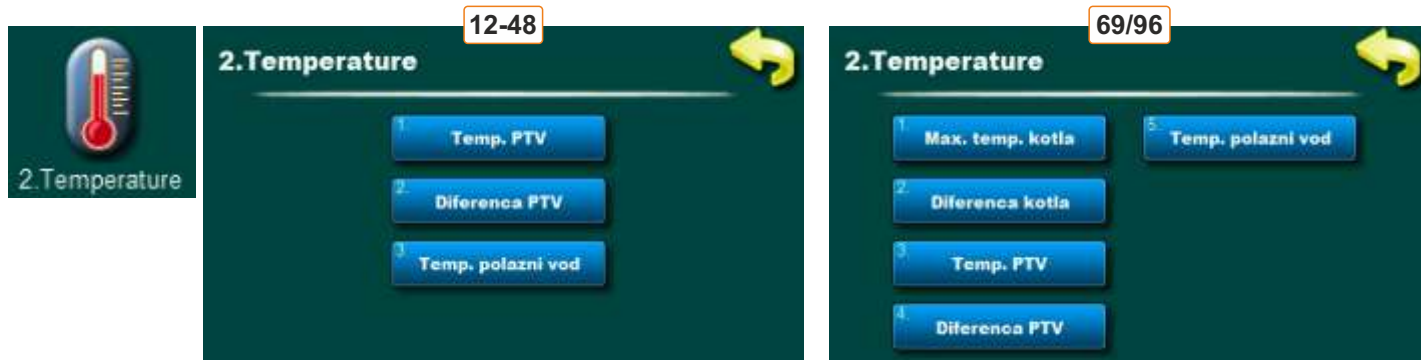 2.Temperature
12-48
2.Temperature
1. Temp. PTV
2. Diferenca PTV
3. Temp. polazni vod
69/96
2.Temperature
1. Max. temp. kotla
2. Diferenca kotla
3. Temp. PTV
4. Diferenca PTV
5. Temp. polazni vod